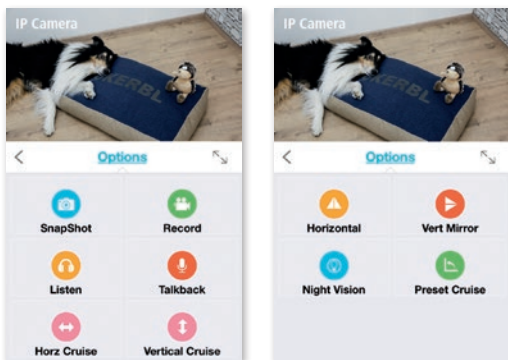 IP Camera
KERBL
Options
SnapShot
Record
Listen
Talkback
Horz Cruise
Vertical Cruise
IP Camera
KERBL
Options
Horizontal
Vert Mirror
Night Vision
Preset Cruise